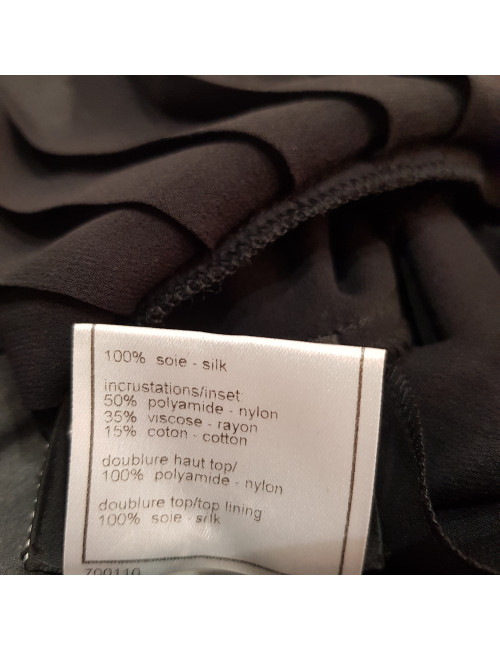 100% soie - silk
incrustations/inset
50% polyamide - nylon
35% viscose - rayon
15% coton - cotton
doublure haut top/
100% polyamide - nylon
doublure top/top lining
100% soie - silk
700110